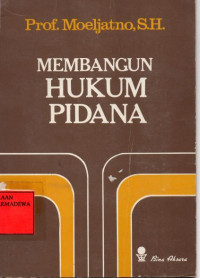 Prof. Moeljatno, S.H.
MEMBANGUN
HUKUM
PIDANA
Bina Aksara